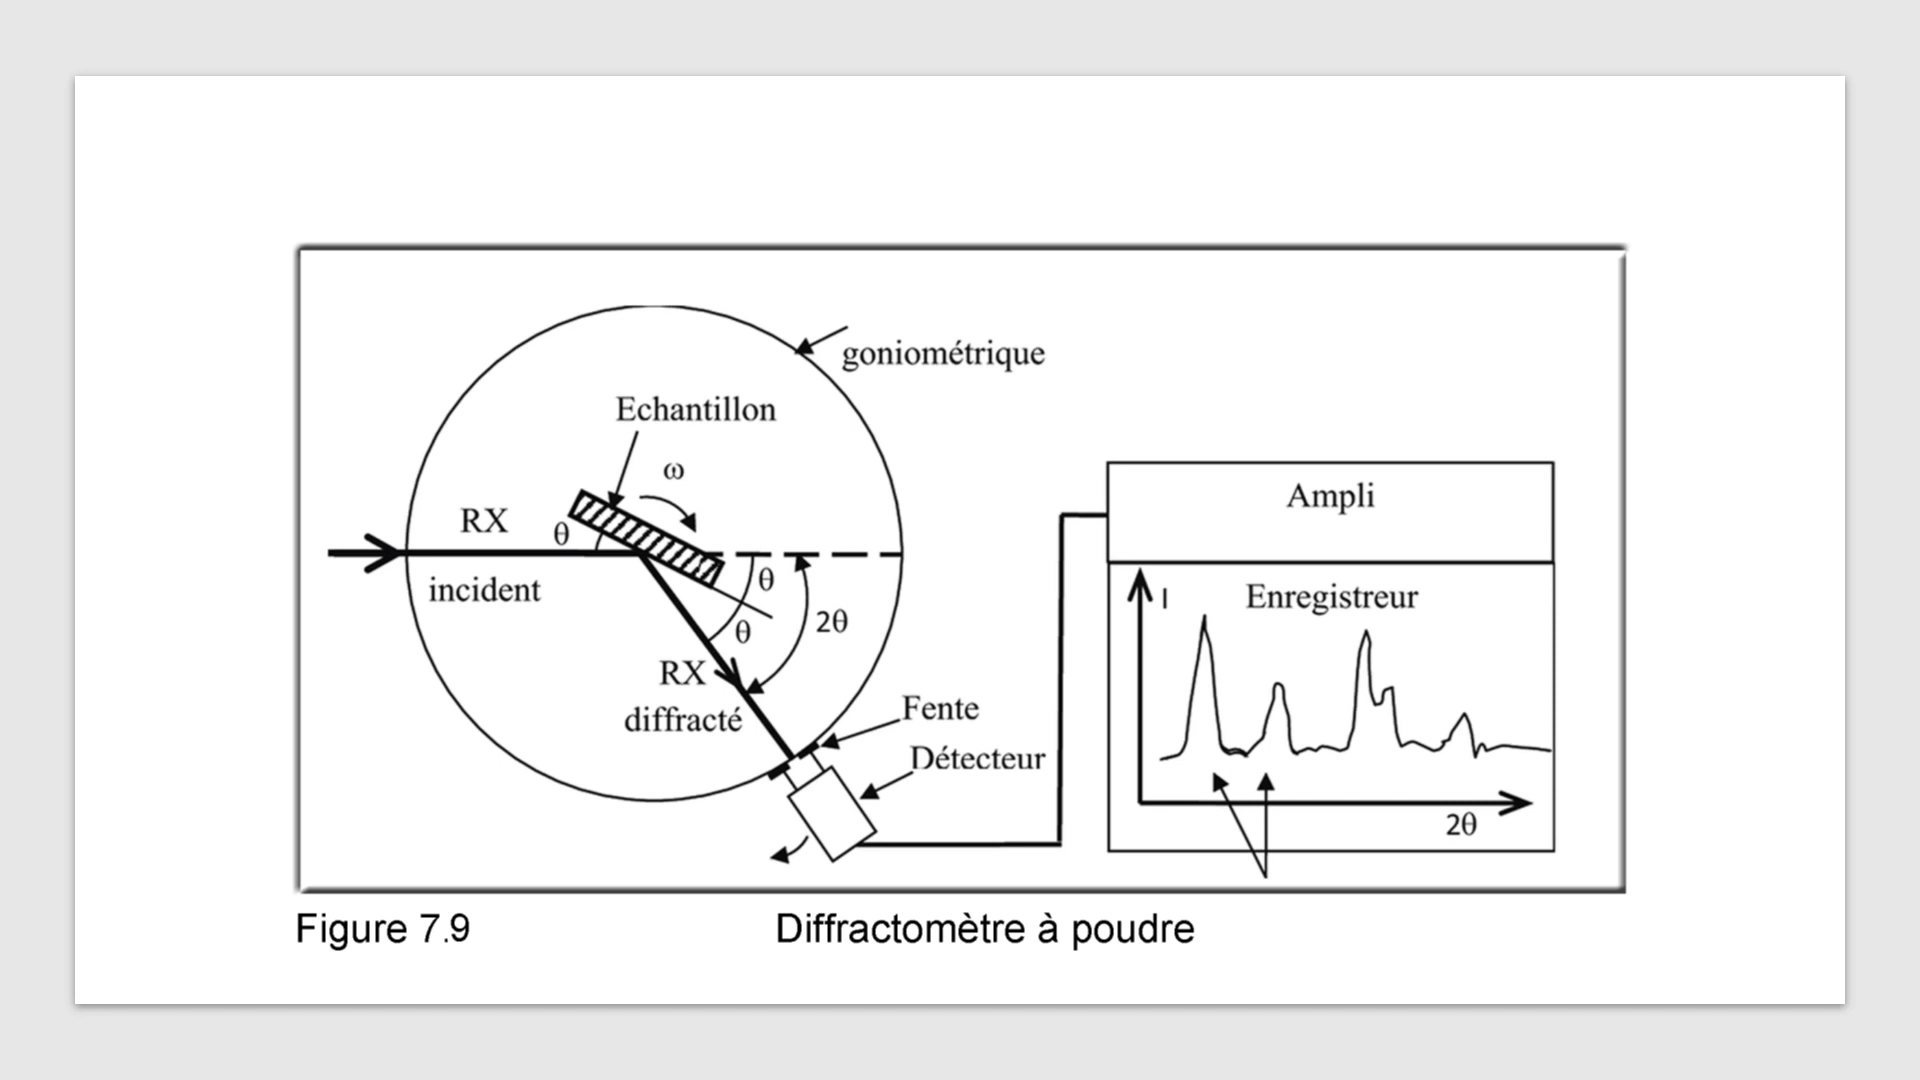 goniométrique
Echantillon
ω
RX
θ
incident
θ
2θ
θ
RX
diffracté
Fente
Détecteur
Ampli
I
Enregistreur
2θ
Figure 7.9 Diffractomètre à poudre